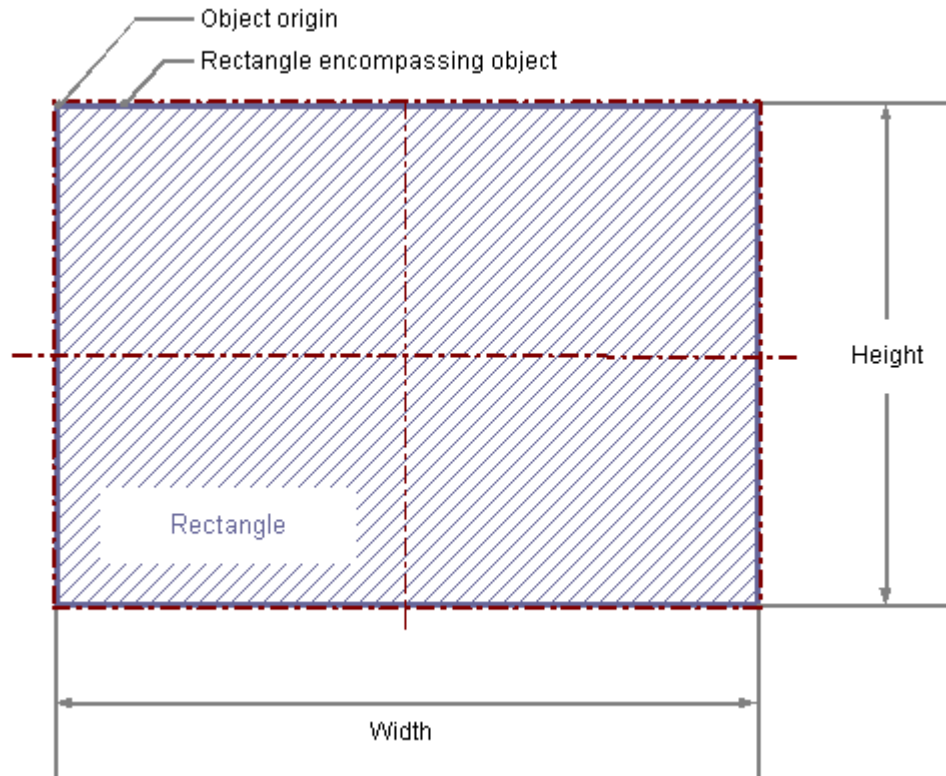 Object origin
Rectangle encompassing object
Height
Rectangle
Width